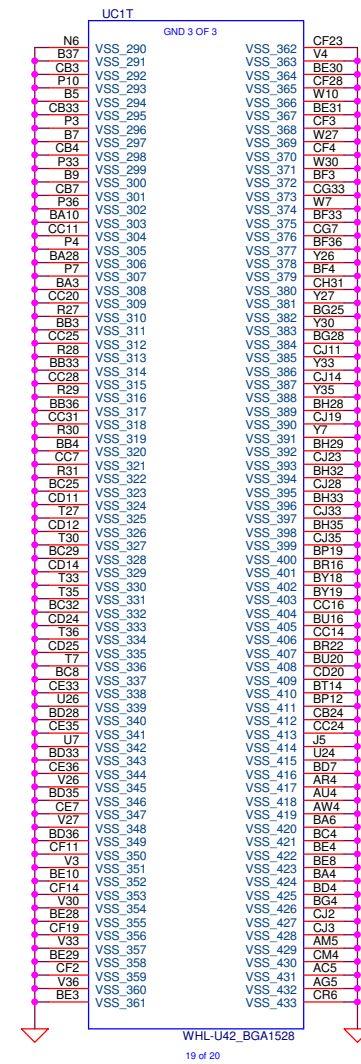 UC1T
GND 3 OF 3
N6 VSS_290 VSS_362 CF23
B37 VSS_291 VSS_363 V4
CB3 VSS_292 VSS_364 BE30
P10 VSS_293 VSS_365 CF28
B5 VSS_294 VSS_366 W10
CB33 VSS_295 VSS_367 BE31
P3 VSS_296 VSS_368 CF3
B7 VSS_297 VSS_369 W27
CB4 VSS_298 VSS_370 CF4
P33 VSS_299 VSS_371 W30
B9 VSS_300 VSS_372 BF3
CB7 VSS_301 VSS_373 CG33
P36 VSS_302 VSS_374 W7
BA10 VSS_303 VSS_375 BF33
CC11 VSS_304 VSS_376 CG7
P4 VSS_305 VSS_377 BF36
BA28 VSS_306 VSS_378 Y26
P7 VSS_307 VSS_379 BF4
BA3 VSS_308 VSS_380 CH31
CC20 VSS_309 VSS_381 Y27
R27 VSS_310 VSS_382 BG25
BB3 VSS_311 VSS_383 Y30
CC25 VSS_312 VSS_384 BG28
R28 VSS_313 VSS_385 CJ11
BB33 VSS_314 VSS_386 Y33
CC28 VSS_315 VSS_387 CJ14
R29 VSS_316 VSS_388 Y35
BB36 VSS_317 VSS_389 BH28
CC31 VSS_318 VSS_390 CJ19
R30 VSS_319 VSS_391 Y7
BB4 VSS_320 VSS_392 BH29
CC7 VSS_321 VSS_393 CJ23
R31 VSS_322 VSS_394 BH32
BC25 VSS_323 VSS_395 CJ28
CD11 VSS_324 VSS_396 BH33
T27 VSS_325 VSS_397 CJ33
CD12 VSS_326 VSS_398 BH35
T30 VSS_327 VSS_399 CJ35
BC29 VSS_328 VSS_400 BP19
CD14 VSS_329 VSS_401 BR16
T33 VSS_330 VSS_402 BY18
T35 VSS_331 VSS_403 BY19
BC32 VSS_332 VSS_404 CC16
CD24 VSS_333 VSS_405 BU16
T36 VSS_334 VSS_406 CC14
CD25 VSS_335 VSS_407 BR22
T7 VSS_336 VSS_408 BU20
BC8 VSS_337 VSS_409 CD20
CE33 VSS_338 VSS_410 BT14
U26 VSS_339 VSS_411 BP12
BD28 VSS_340 VSS_412 CB24
CE35 VSS_341 VSS_413 CC24
U7 VSS_342 VSS_414 J5
BD33 VSS_343 VSS_415 U24
CE36 VSS_344 VSS_416 BD7
V26 VSS_345 VSS_417 AR4
BD35 VSS_346 VSS_418 AU4
CE7 VSS_347 VSS_419 AW4
V27 VSS_348 VSS_420 BA6
BD36 VSS_349 VSS_421 BC4
CF11 VSS_350 VSS_422 BE4
V3 VSS_351 VSS_423 BE8
BE10 VSS_352 VSS_424 BA4
CF14 VSS_353 VSS_425 BD4
V30 VSS_354 VSS_426 BG4
BE28 VSS_355 VSS_427 CJ2
CF19 VSS_356 VSS_428 CJ3
V33 VSS_357 VSS_429 AM5
BE29 VSS_358 VSS_430 CM4
CF2 VSS_359 VSS_431 AC5
V36 VSS_360 VSS_432 AG5
BE3 VSS_361 VSS_433 CR6
WHL-U42_BGA1528
19 of 20